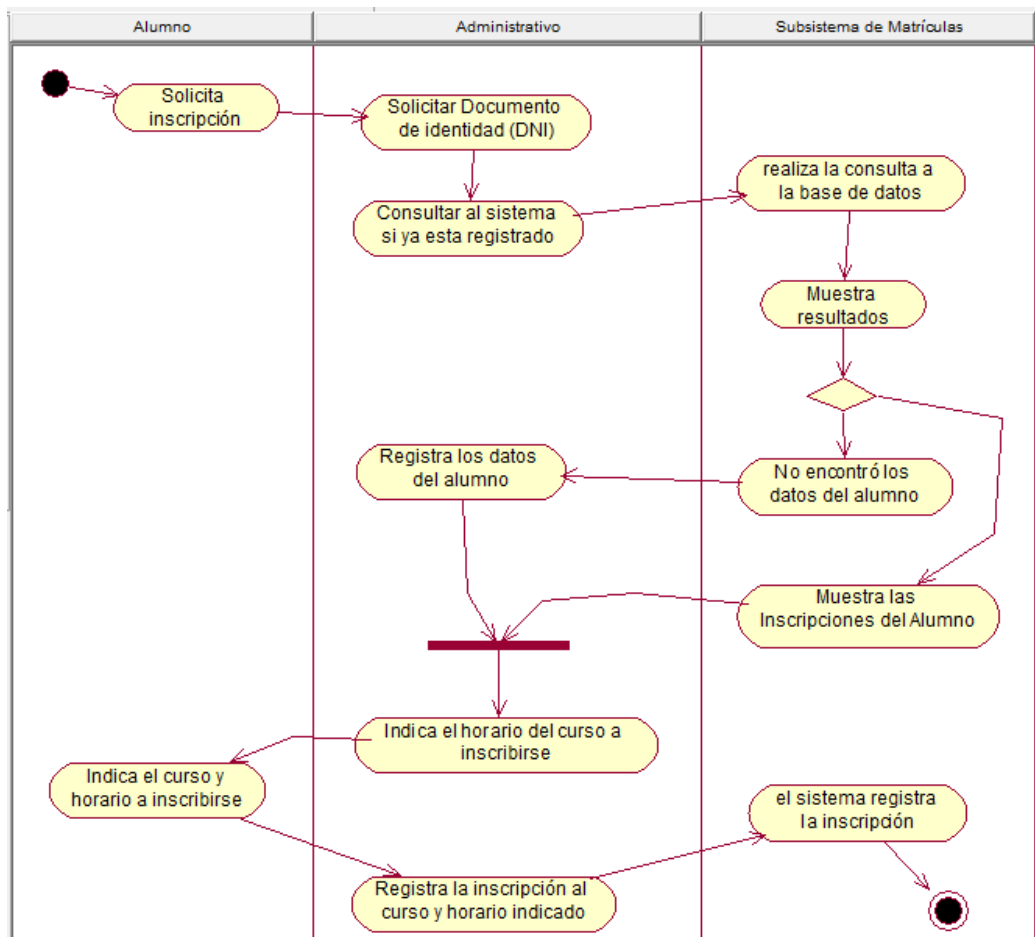 Alumno
Administrativo
Subsistema de Matrículas
Solicita
inscripción
Solicitar Documento
de identidad (DNI)
Consultar al sistema
si ya esta registrado
realiza la consulta a
la base de datos
Muestra
resultados
No encontró los
datos del alumno
Registra los datos
del alumno
Muestra las
Inscripciones del Alumno
Indica el horario del curso a
inscribirse
Indica el curso y
horario a inscribirse
Registra la inscripción al
curso y horario indicado
el sistema registra
la inscripción